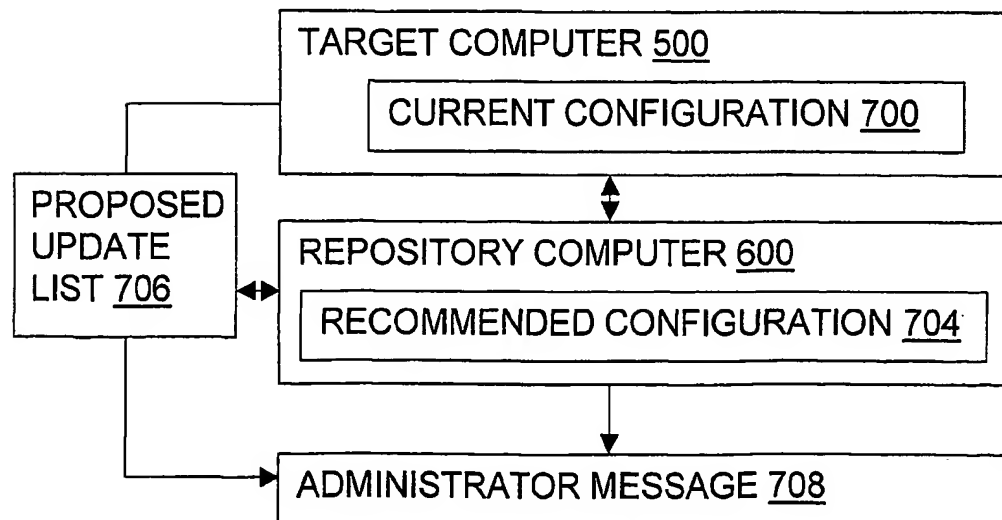 TARGET COMPUTER 500
CURRENT CONFIGURATION 700
PROPOSED
UPDATE
LIST 706
REPOSITORY COMPUTER 600
RECOMMENDED CONFIGURATION 704
ADMINISTRATOR MESSAGE 708